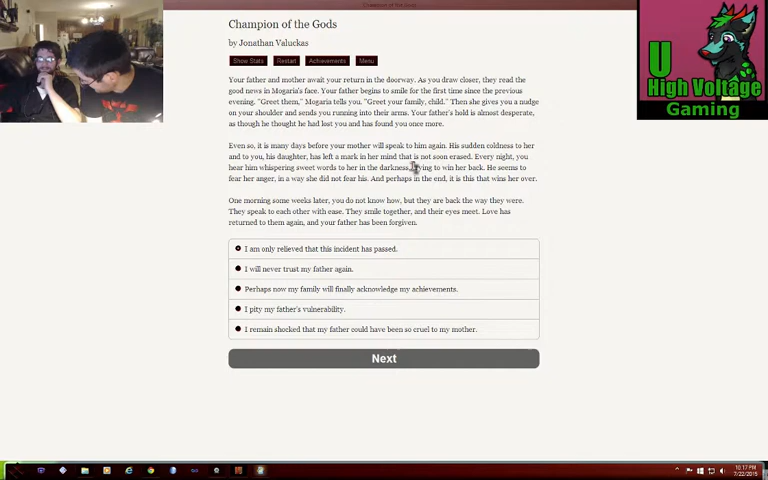 Champion of the Gods
by Jonathan Valuckas
Show Stats Restart Achievements Menu
Your father and mother await your return in the doorway. As you draw closer, they read the
good news in Mogaria's face. Your father begins to smile for the first time since the previous
evening. "Greet them," Mogaria tells you. "Greet your family, child." Then she gives you a nudge
on your shoulder and sends you running into their arms. Your father's hold is almost desperate,
as though he thought he had lost you and has found you once more.
Even so, it is many days before your mother will speak to him again. His sudden coldness to her
and to you, his daughter, has left a mark in her mind that is not soon erased. Every night, you
hear him whispering sweet words to her in the darkness, trying to win her back. He seems to
fear her anger, in a way she did not fear his. And perhaps in the end, it is this that wins her over.
One morning some weeks later, you do not know how, but they are back the way they were.
They speak to each other with ease. They smile together, and their eyes meet. Love has
returned to them again, and your father has been forgiven.
I am only relieved that this incident has passed.
I will never trust my father again.
Perhaps now my family will finally acknowledge my achievements.
I pity my father's vulnerability.
I remain shocked that my father could have been so cruel to my mother.
Next
U
High Voltage
Gaming
10:17 PM
7/22/2015